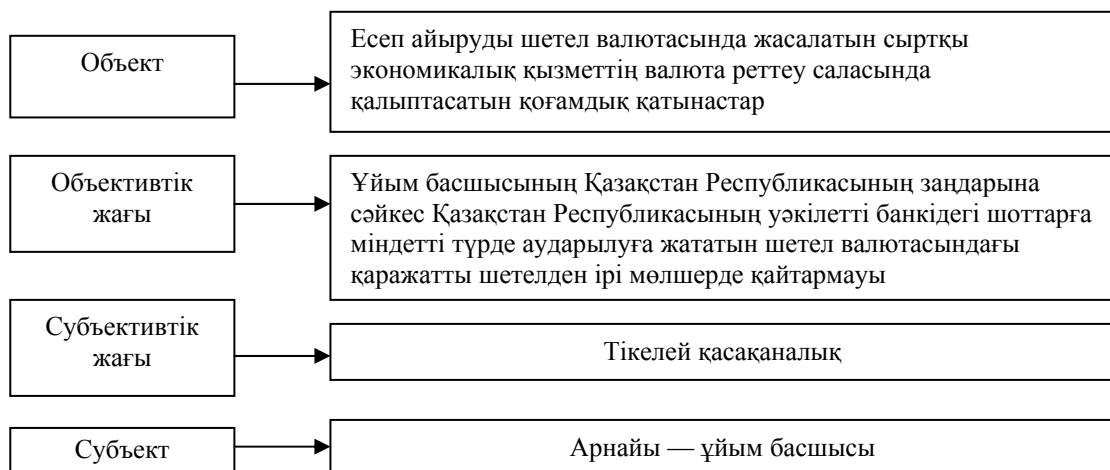 Объект
Есеп айыруды шетел валютасында жасалатын сыртқы
экономикалық қызметтің валюта реттеу саласында
қалыптасатын қоғамдық қатынастар
Объективтік
жағы
Ұйым басшысының Қазақстан Республикасының заңдарына
сәйкес Қазақстан Республикасының уәкілетті банкідегі шоттарға
міндетті түрде аударылуға жататын шетел валютасындағы
қаражатты шетелден ірі мөлшерде қайтармауы
Субъективтік
жағы
Тікелей қасақаналық
Субъект
Арнайы — ұйым басшысы